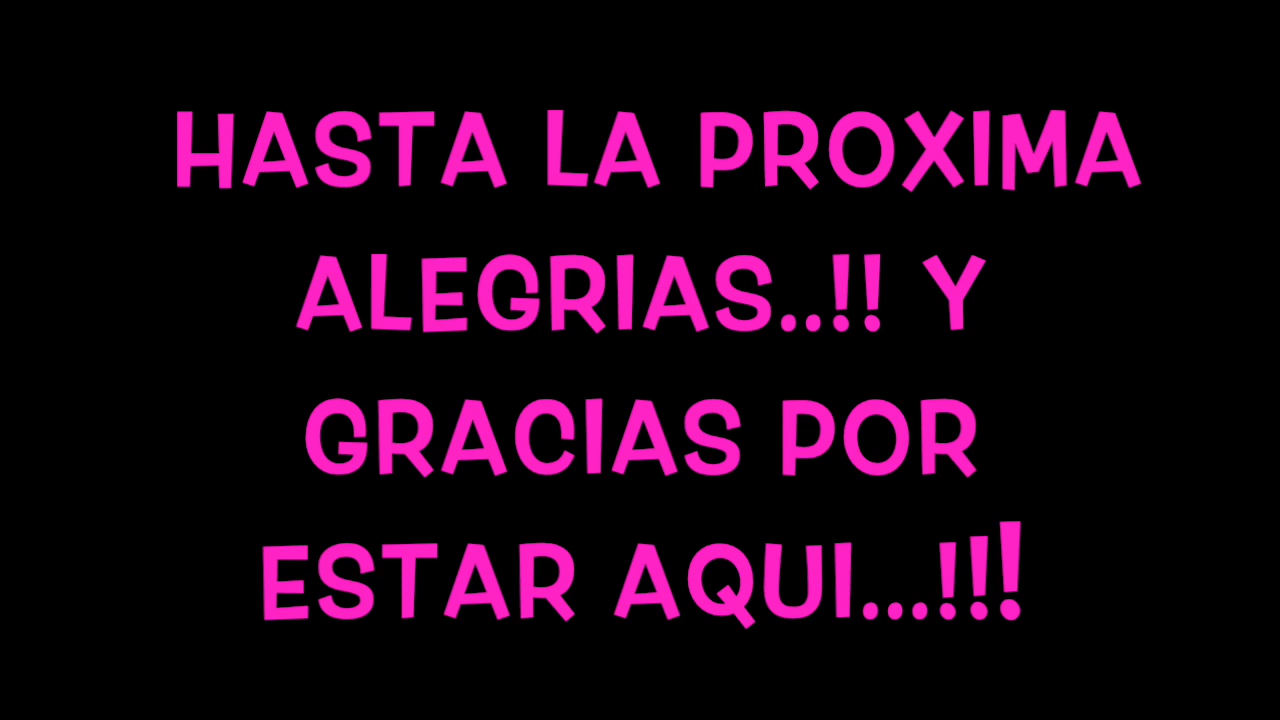 HASTA LA PROXIMA
ALEGRIAS..!! Y
GRACIAS POR
ESTAR AQUI...!!!